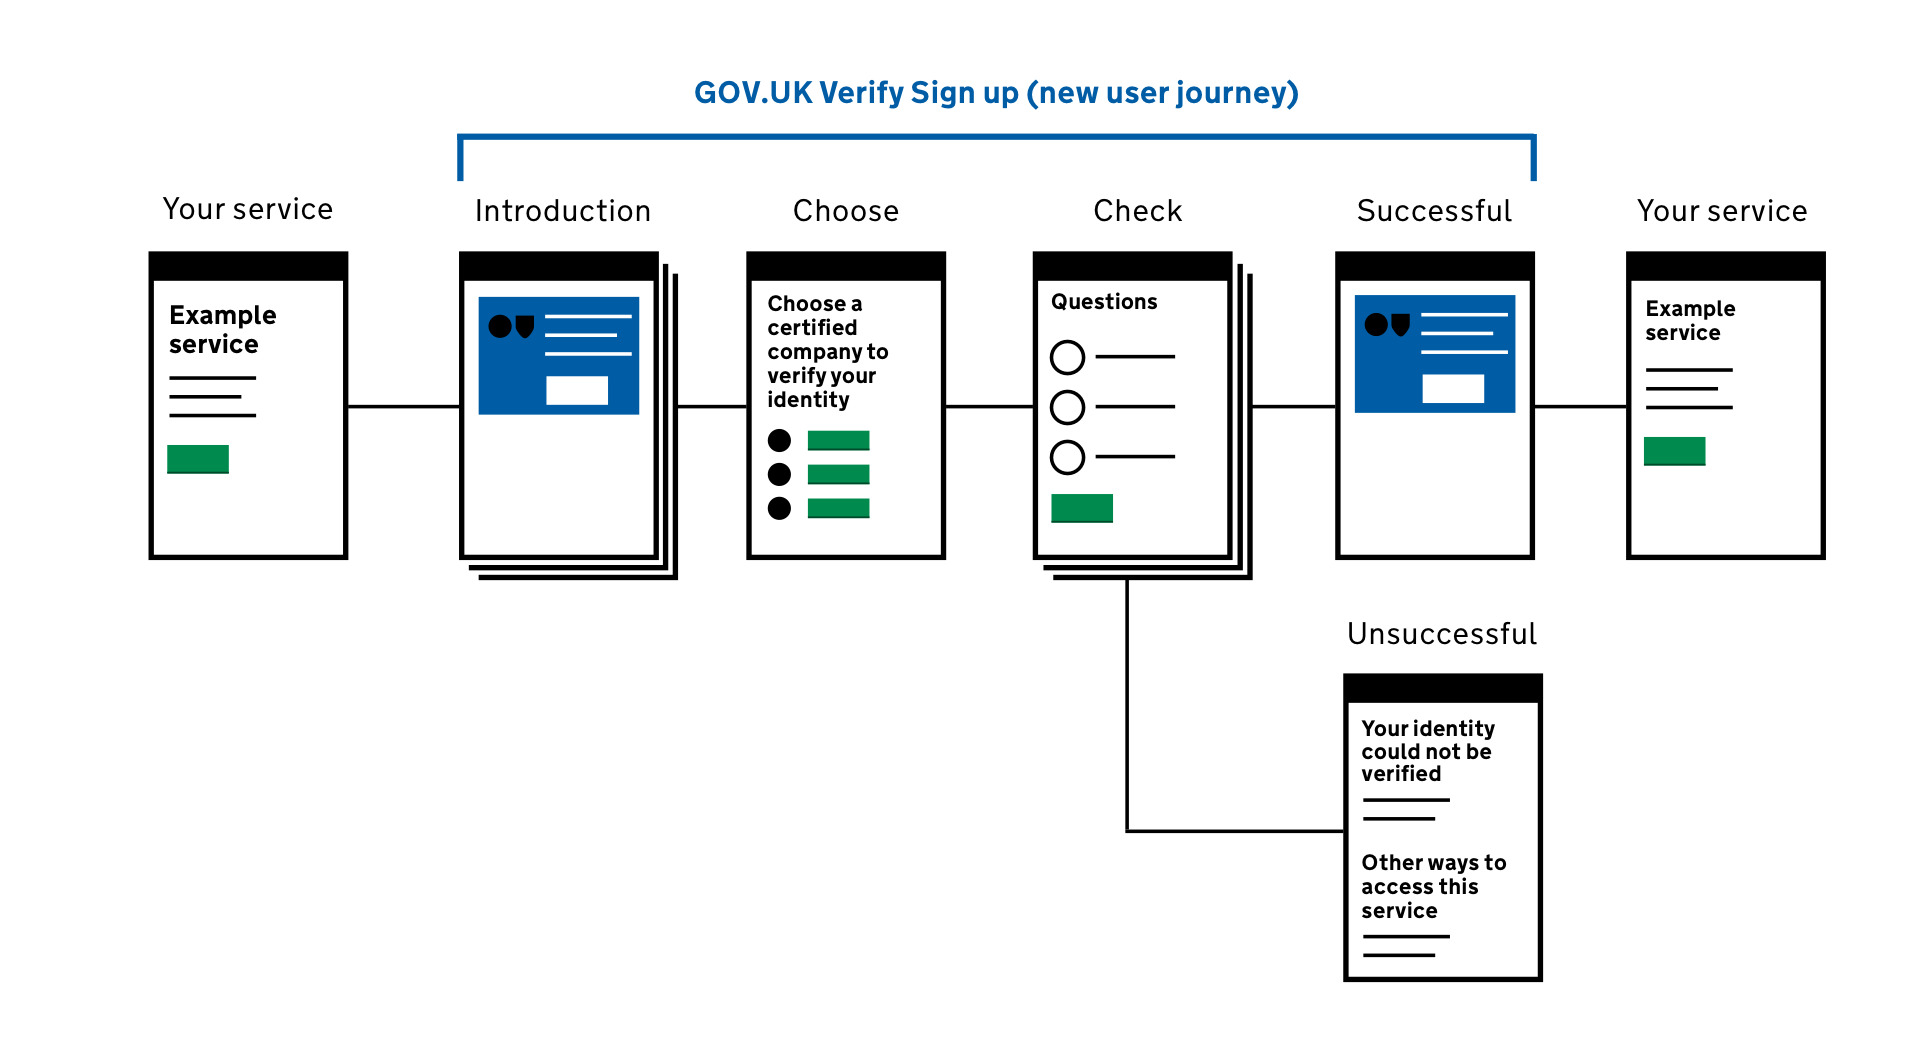 GOV.UK Verify Sign up (new user journey)
Your service
Introduction
Choose
Check
Successful
Your service
Example
service
Choose a
certified
company to
verify your
identity
Questions
Example
service
Unsuccessful
Your identity
could not be
verified
Other ways to
access this
service